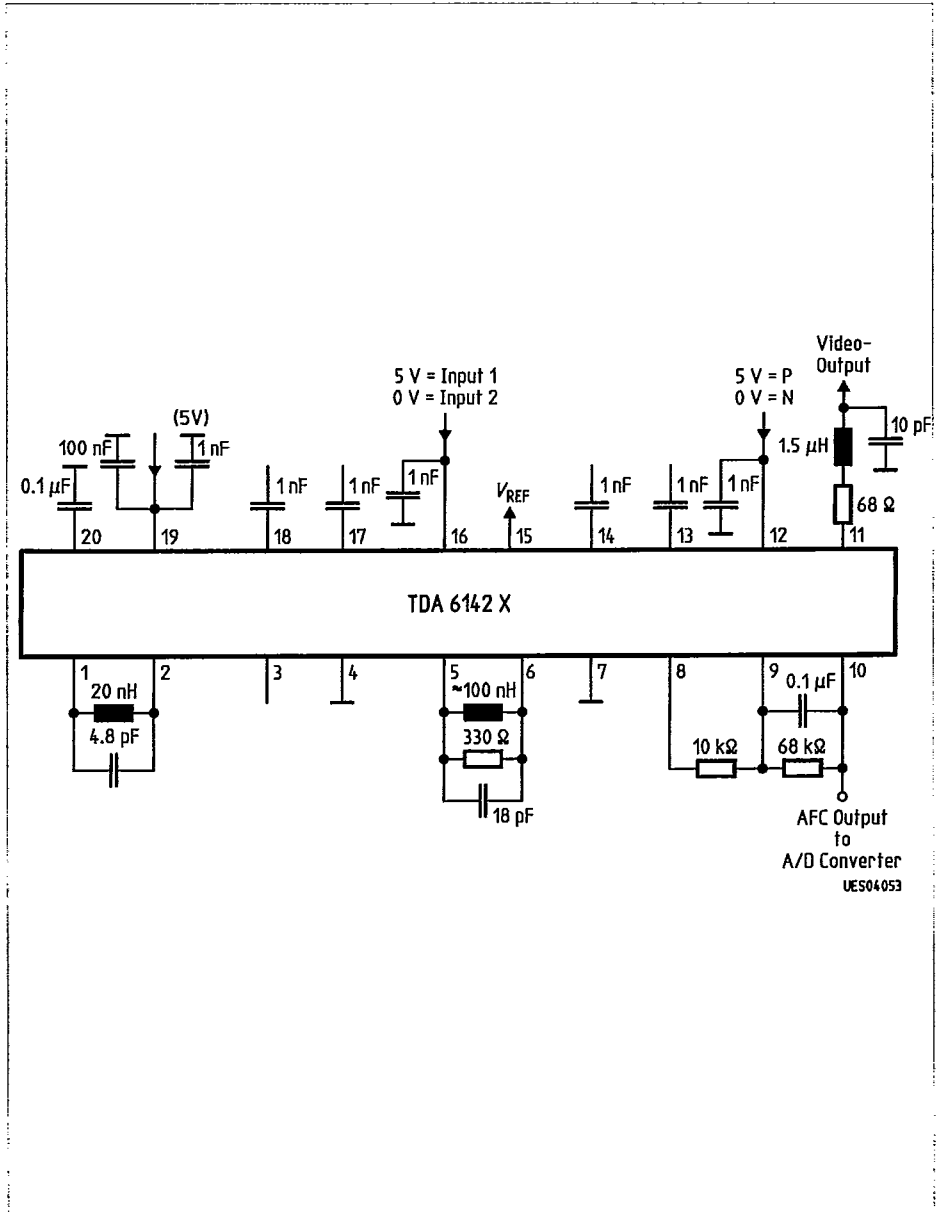 Video-
Output
5 V = Input 1
0 V = Input 2
5 V = P
0 V = N
(5V)
100 nF
1 nF
0.1 µF
1 nF
1 nF
1 nF
V REF
1 nF
1 nF
1 nF
1.5 µH
10 pF
68 Ω
20
19
18
17
16
15
14
13
12
11
TDA 6142 X
1
2
3
4
5
6
7
8
9
10
20 nH
4.8 pF
≈100 nH
330 Ω
18 pF
0.1 µF
10 kΩ
68 kΩ
AFC Output
to
A/D Converter
UES04053